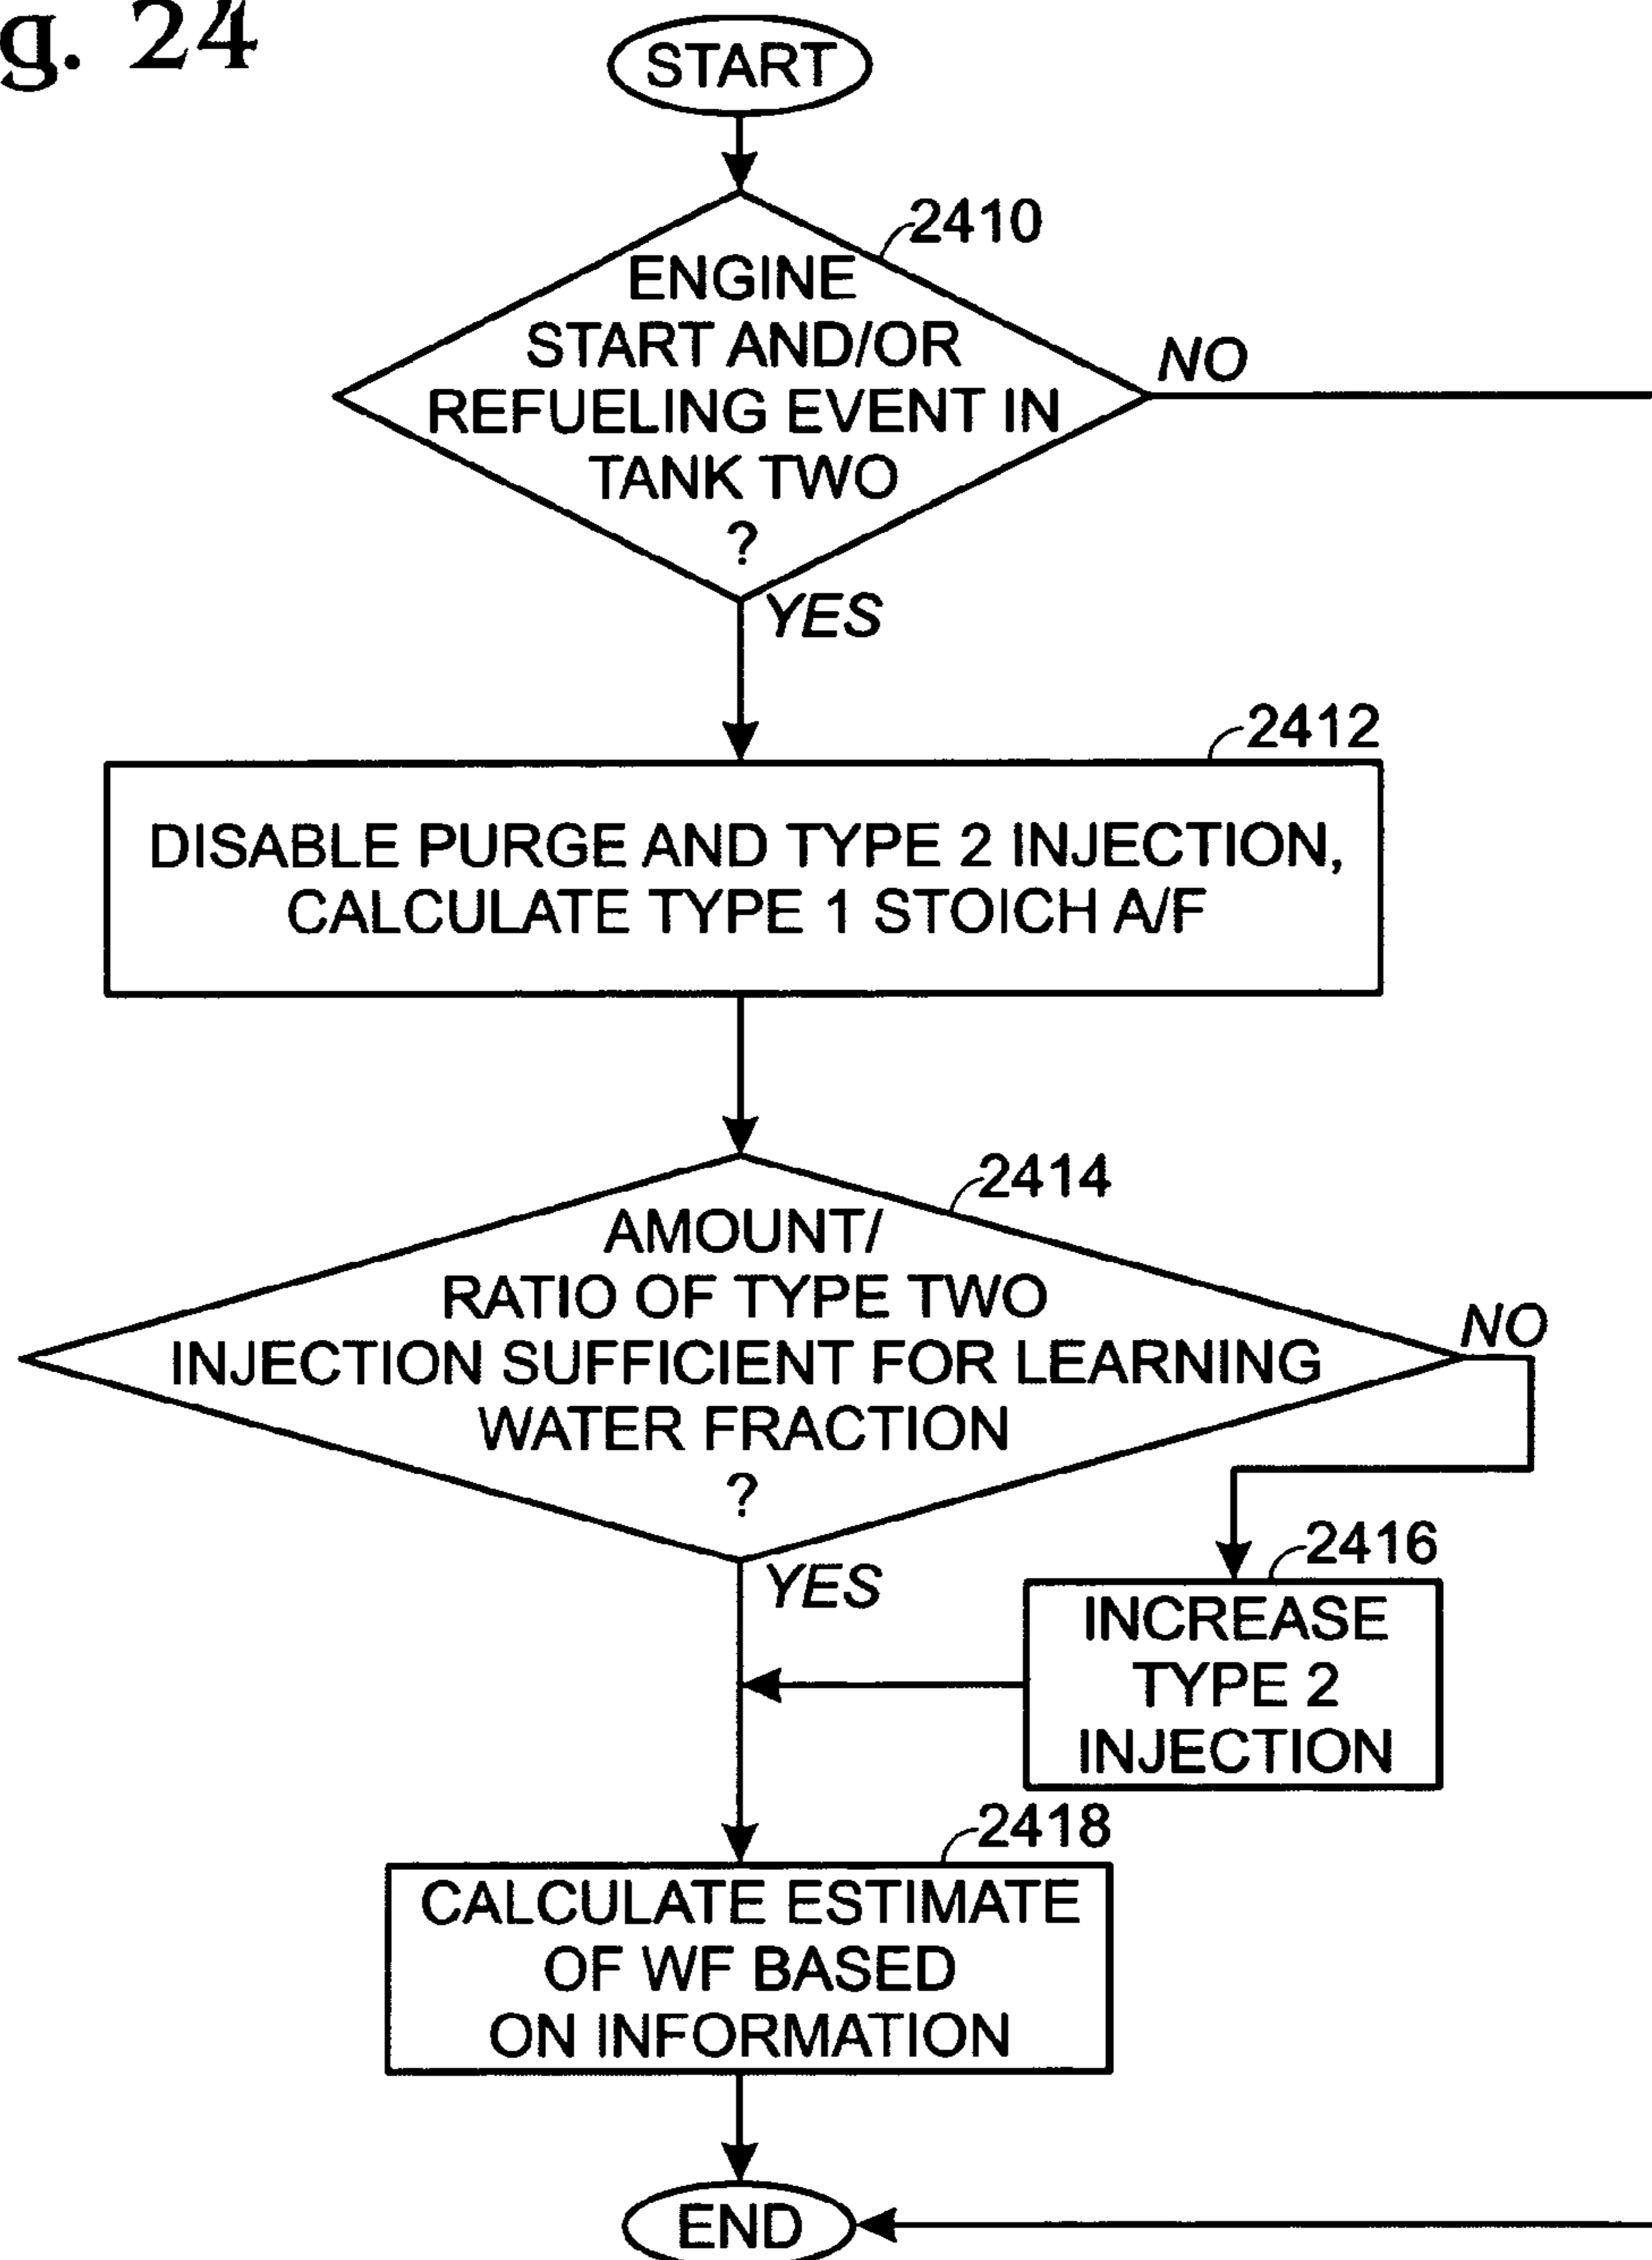 g. 24
START
2410
ENGINE
START AND/OR
REFUELING EVENT IN
TANK TWO
?
NO
YES
2412
DISABLE PURGE AND TYPE 2 INJECTION,
CALCULATE TYPE 1 STOICH A/F
2414
AMOUNT/
RATIO OF TYPE TWO
INJECTION SUFFICIENT FOR LEARNING
WATER FRACTION
?
NO
YES
2416
INCREASE
TYPE 2
INJECTION
2418
CALCULATE ESTIMATE
OF WF BASED
ON INFORMATION
END